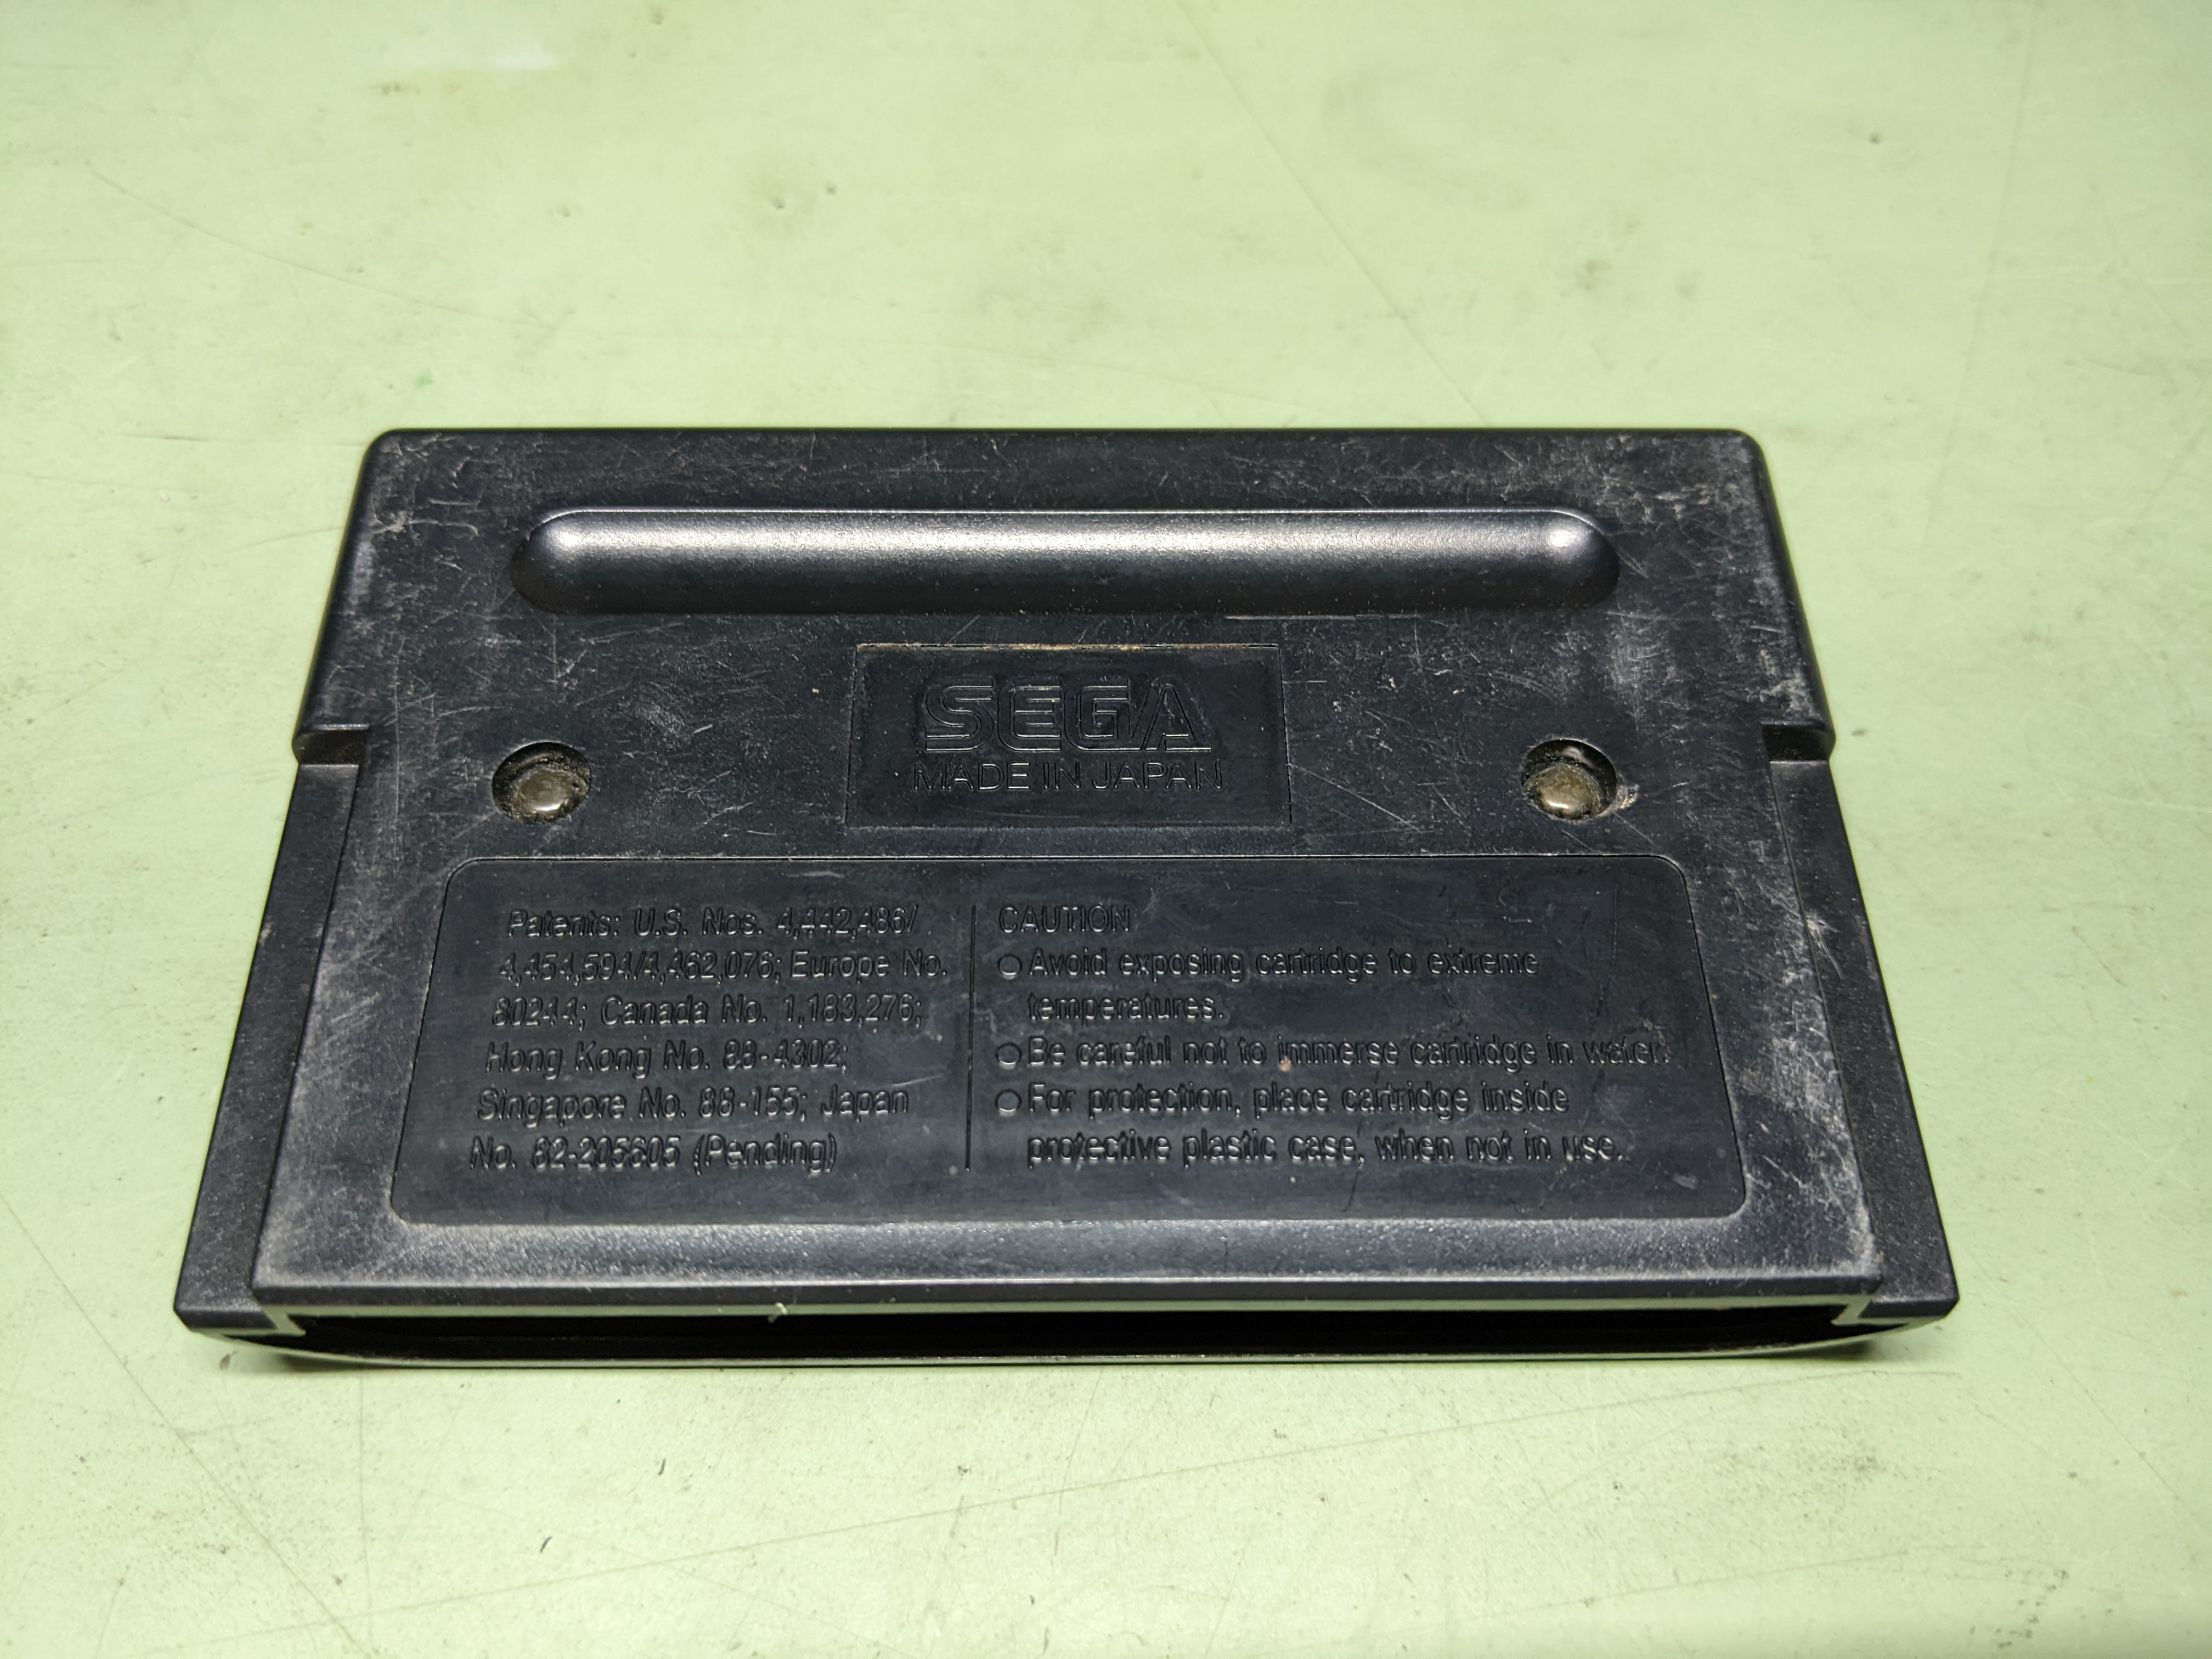 SEGA
MADE IN JAPAN
Patents: U.S. Nos. 4,442,486/
4,454,594/4,462,076; Europe No.
80244; Canada No. 1,183,276;
Hong Kong No. 88-4302;
Singapore No. 88-155; Japan
No. 82-205605 (Pending)
CAUTION
○ Avoid exposing cartridge to extreme
temperatures.
○ Be careful not to immerse cartridge in water.
○ For protection, place cartridge inside
protective plastic case, when not in use.